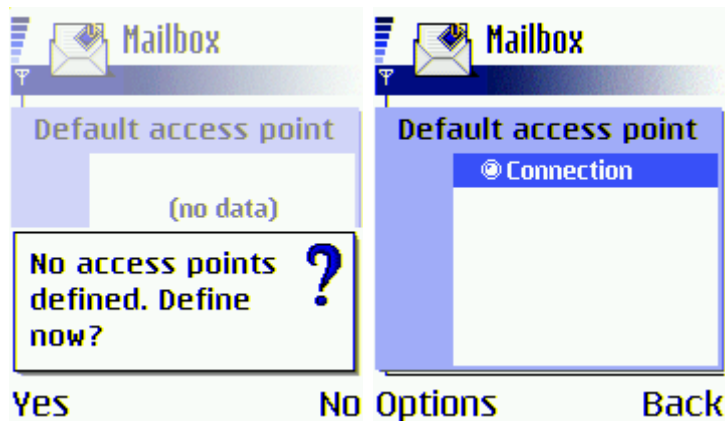 Mailbox
Default access point
(no data)
No access points
defined. Define
now?
Yes No
Mailbox
Default access point
Connection
Options Back